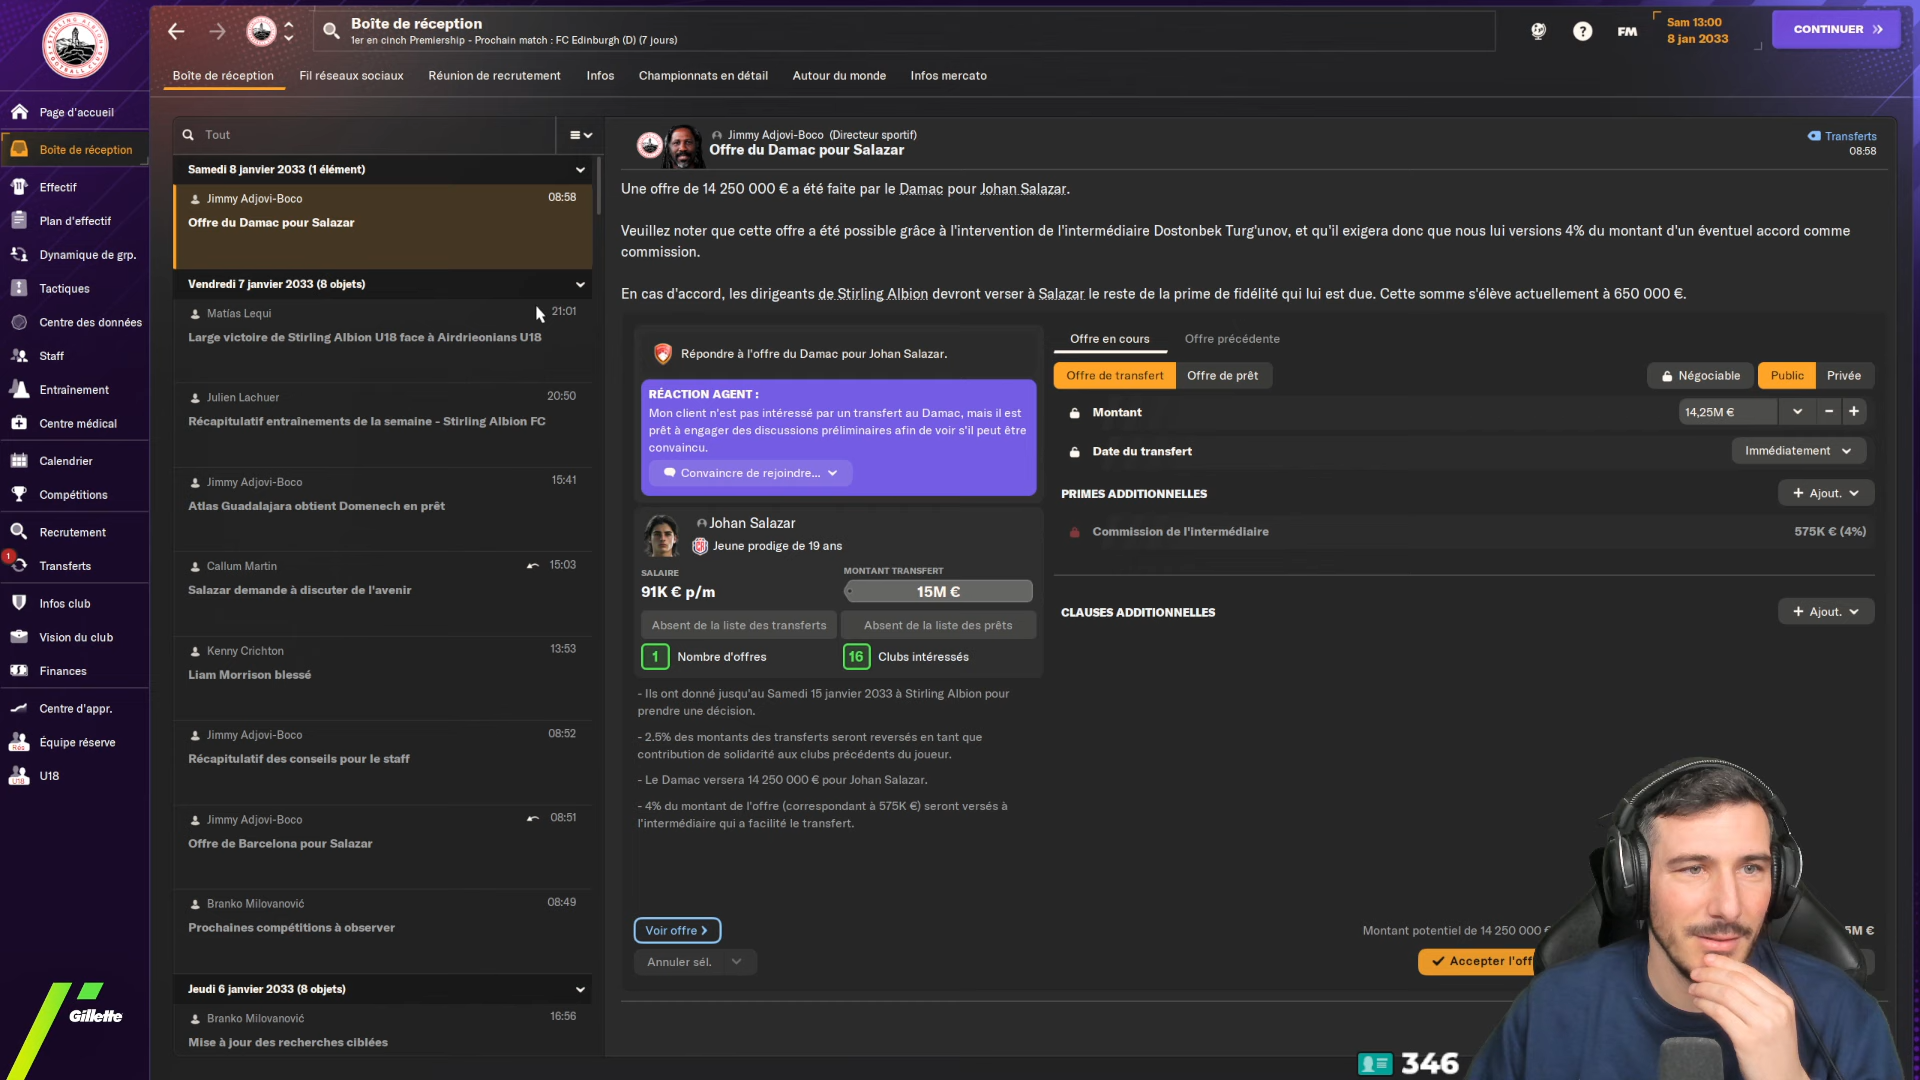 Boîte de réception
1er en cinch Premiership - Prochain match : FC Edinburgh (D) (7 jours)
FM
Sam 13:00
8 jan 2033
CONTINUER
Boîte de réception
Fil réseaux sociaux
Réunion de recrutement
Infos
Championnats en détail
Autour du monde
Infos mercato
Page d'accueil
Boîte de réception
Effectif
Plan d'effectif
Dynamique de grp.
Tactiques
Centre des données
Staff
Entraînement
Centre médical
Calendrier
Compétitions
Recrutement
1
Transferts
Infos club
Vision du club
Finances
Centre d'appr.
Équipe réserve
U18
Gillette
Tout
Samedi 8 janvier 2033 (1 élément)
Jimmy Adjovi-Boco 08:58
Offre du Damac pour Salazar
Vendredi 7 janvier 2033 (8 objets)
Matías Lequi 21:01
Large victoire de Stirling Albion U18 face à Airdrieonians U18
Julien Lachuer 20:50
Récapitulatif entraînements de la semaine - Stirling Albion FC
Jimmy Adjovi-Boco 15:41
Atlas Guadalajara obtient Domenech en prêt
Callum Martin 15:03
Salazar demande à discuter de l'avenir
Kenny Crichton 13:53
Liam Morrison blessé
Jimmy Adjovi-Boco 08:52
Récapitulatif des conseils pour le staff
Jimmy Adjovi-Boco 08:51
Offre de Barcelona pour Salazar
Branko Milovanović 08:49
Prochaines compétitions à observer
Jeudi 6 janvier 2033 (8 objets)
Branko Milovanović 16:56
Mise à jour des recherches ciblées
Jimmy Adjovi-Boco (Directeur sportif)
Offre du Damac pour Salazar
Transferts
08:58
Une offre de 14 250 000 € a été faite par le Damac pour Johan Salazar.
Veuillez noter que cette offre a été possible grâce à l'intervention de l'intermédiaire Dostonbek Turg'unov, et qu'il exigera donc que nous lui versions 4% du montant d'un éventuel accord comme
commission.
En cas d'accord, les dirigeants de Stirling Albion devront verser à Salazar le reste de la prime de fidélité qui lui est due. Cette somme s'élève actuellement à 650 000 €.
Répondre à l'offre du Damac pour Johan Salazar.
RÉACTION AGENT :
Mon client n'est pas intéressé par un transfert au Damac, mais il est
prêt à engager des discussions préliminaires afin de voir s'il peut être
convaincu.
Convaincre de rejoindre...
Johan Salazar
Jeune prodige de 19 ans
SALAIRE
91K € p/m
MONTANT TRANSFERT
15M €
Absent de la liste des transferts
Absent de la liste des prêts
1 Nombre d'offres
16 Clubs intéressés
- Ils ont donné jusqu'au Samedi 15 janvier 2033 à Stirling Albion pour
prendre une décision.
- 2.5% des montants des transferts seront reversés en tant que
contribution de solidarité aux clubs précédents du joueur.
- Le Damac versera 14 250 000 € pour Johan Salazar.
- 4% du montant de l'offre (correspondant à 575K €) seront versés à
l'intermédiaire qui a facilité le transfert.
Voir offre
Annuler sél.
Offre en cours
Offre précédente
Offre de transfert
Offre de prêt
Négociable
Public
Privée
Montant
14,25M €
Date du transfert
Immédiatement
PRIMES ADDITIONNELLES
Ajout.
Commission de l'intermédiaire
575K € (4%)
CLAUSES ADDITIONNELLES
Ajout.
Montant potentiel de 14 250 000 €
5M €
Accepter l'off
346